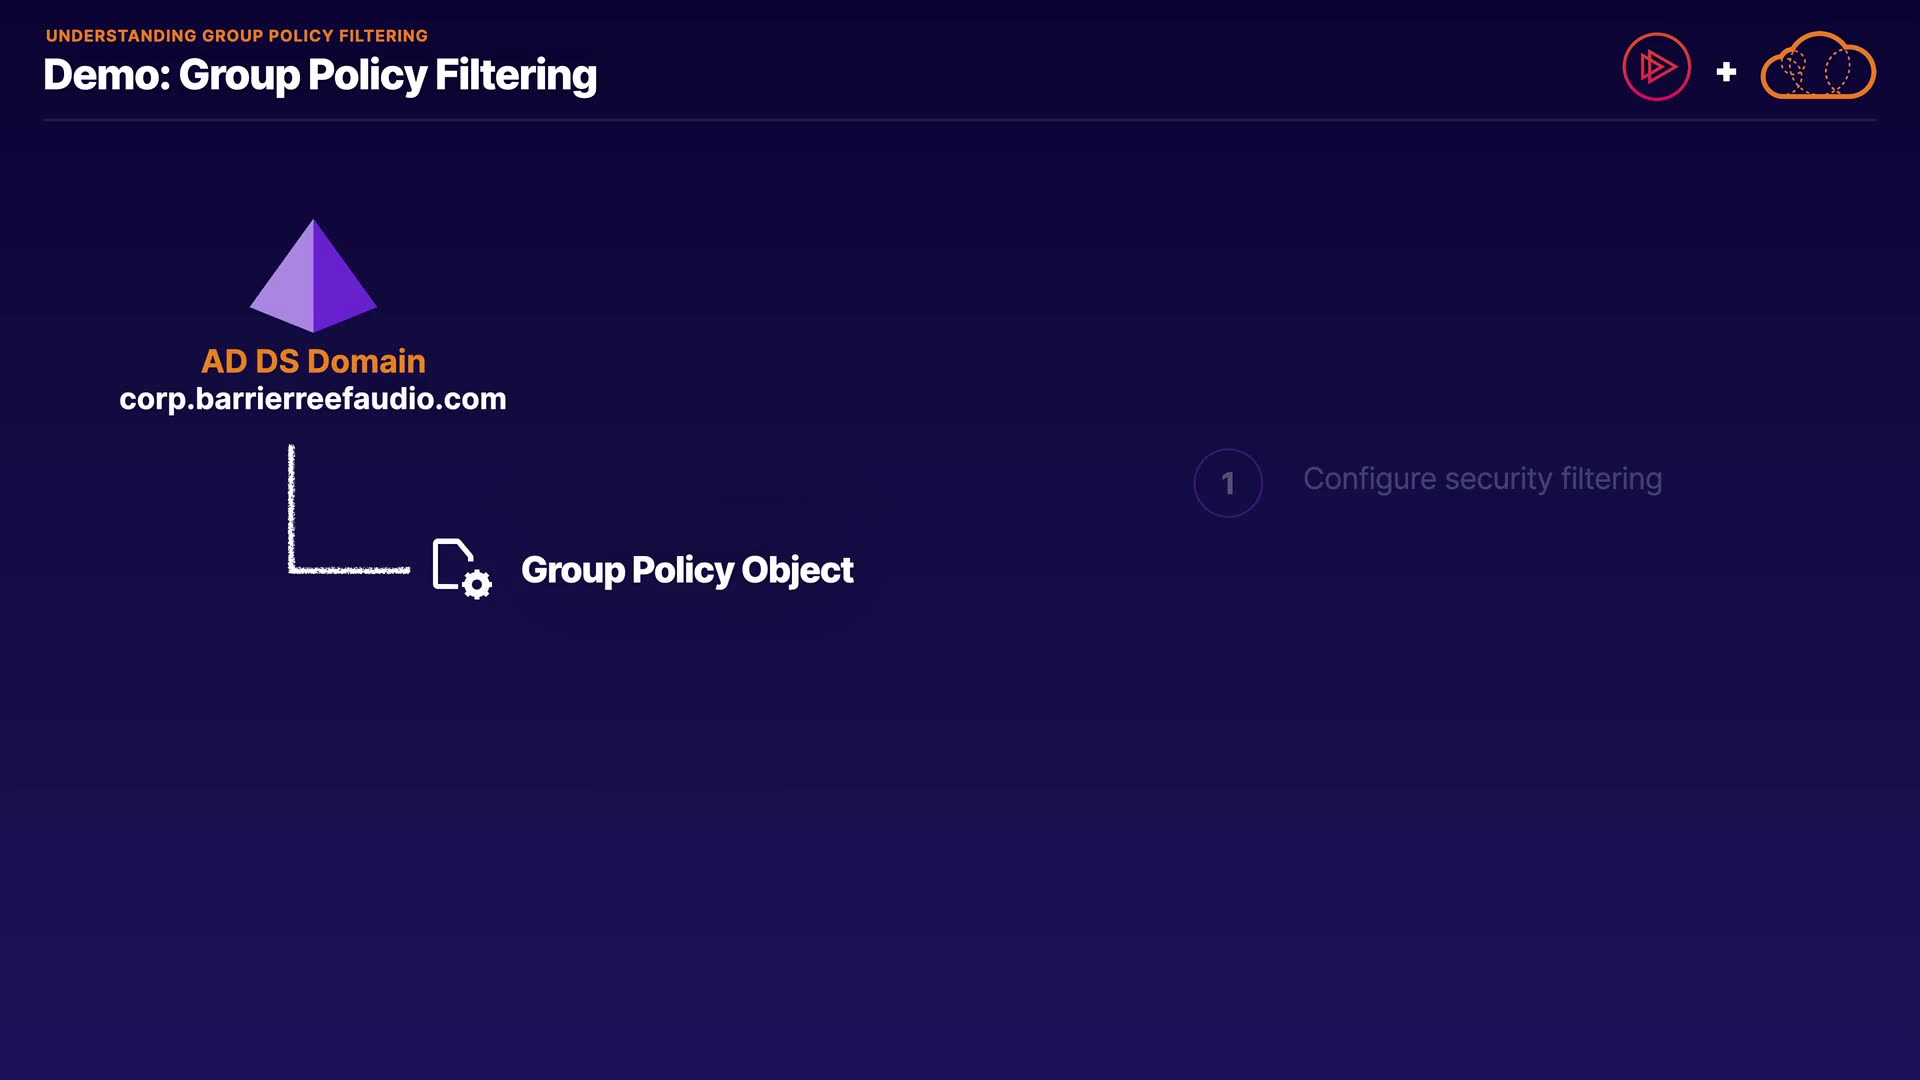 UNDERSTANDING GROUP POLICY FILTERING
Demo: Group Policy Filtering
+
AD DS Domain
corp.barrierreefaudio.com
Group Policy Object
1 Configure security filtering